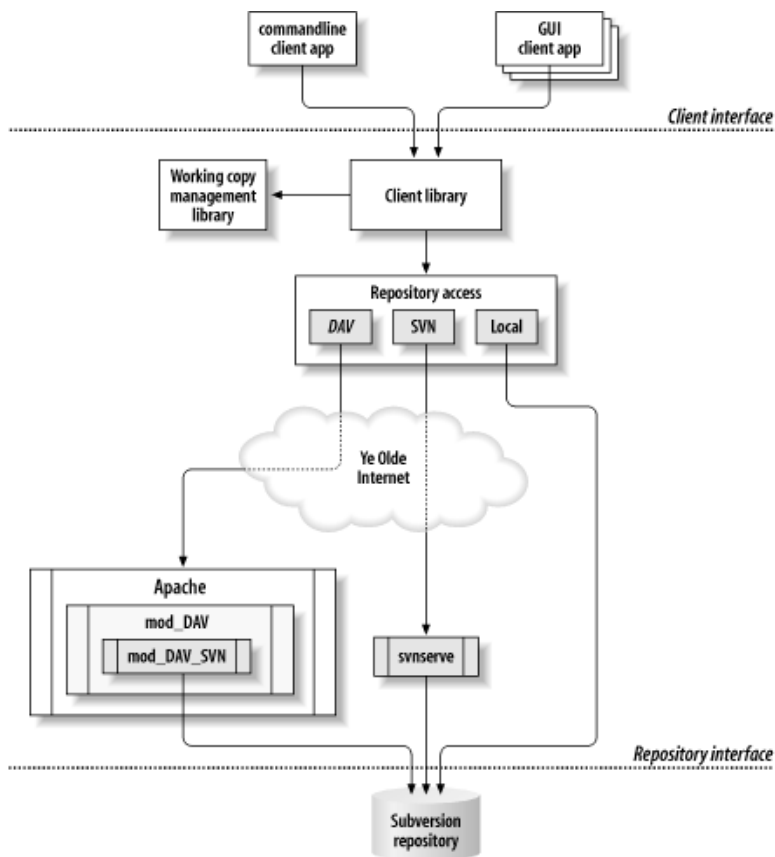 commandline
client app
GUI
client app
Client interface
Working copy
management
library
Client library
Repository access
DAV
SVN
Local
Ye Olde
Internet
Apache
mod_DAV
mod_DAV_SVN
svnserve
Repository interface
Subversion
repository